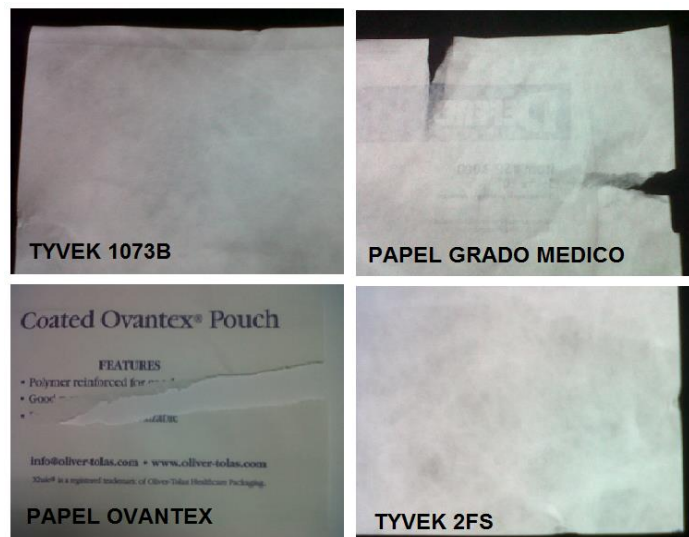 TYVEK 1073B
PAPEL GRADO MEDICO
Coated Ovantex® Pouch
FEATURES
• Polymer reinforced for
• Good
info@oliver-tolas.com • www.oliver-tolas.com
is a registered trademark of Oliver-Tolas Healthcare Packaging.
PAPEL OVANTEX
TYVEK 2FS